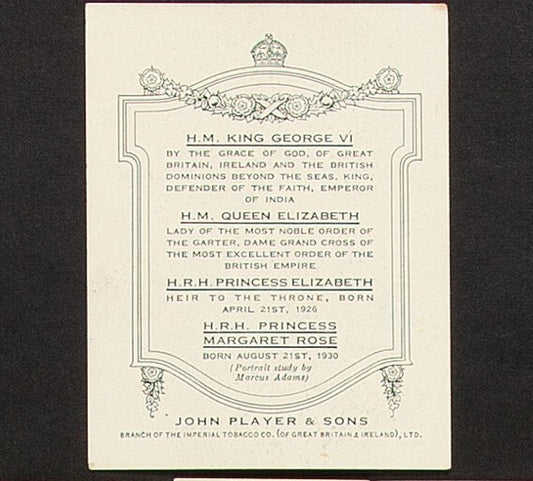 H.M. KING GEORGE VI
BY THE GRACE OF GOD, OF GREAT
BRITAIN, IRELAND AND THE BRITISH
DOMINIONS BEYOND THE SEAS, KING,
DEFENDER OF THE FAITH, EMPEROR
OF INDIA
H.M. QUEEN ELIZABETH
LADY OF THE MOST NOBLE ORDER OF
THE GARTER, DAME GRAND CROSS OF
THE MOST EXCELLENT ORDER OF THE
BRITISH EMPIRE
H.R.H. PRINCESS ELIZABETH
HEIR TO THE THRONE, BORN
APRIL 21ST, 1926
H.R.H. PRINCESS
MARGARET ROSE
BORN AUGUST 21ST, 1930
(Portrait study by
Marcus Adams)
JOHN PLAYER & SONS
BRANCH OF THE IMPERIAL TOBACCO CO. (OF GREAT BRITAIN & IRELAND), LTD.